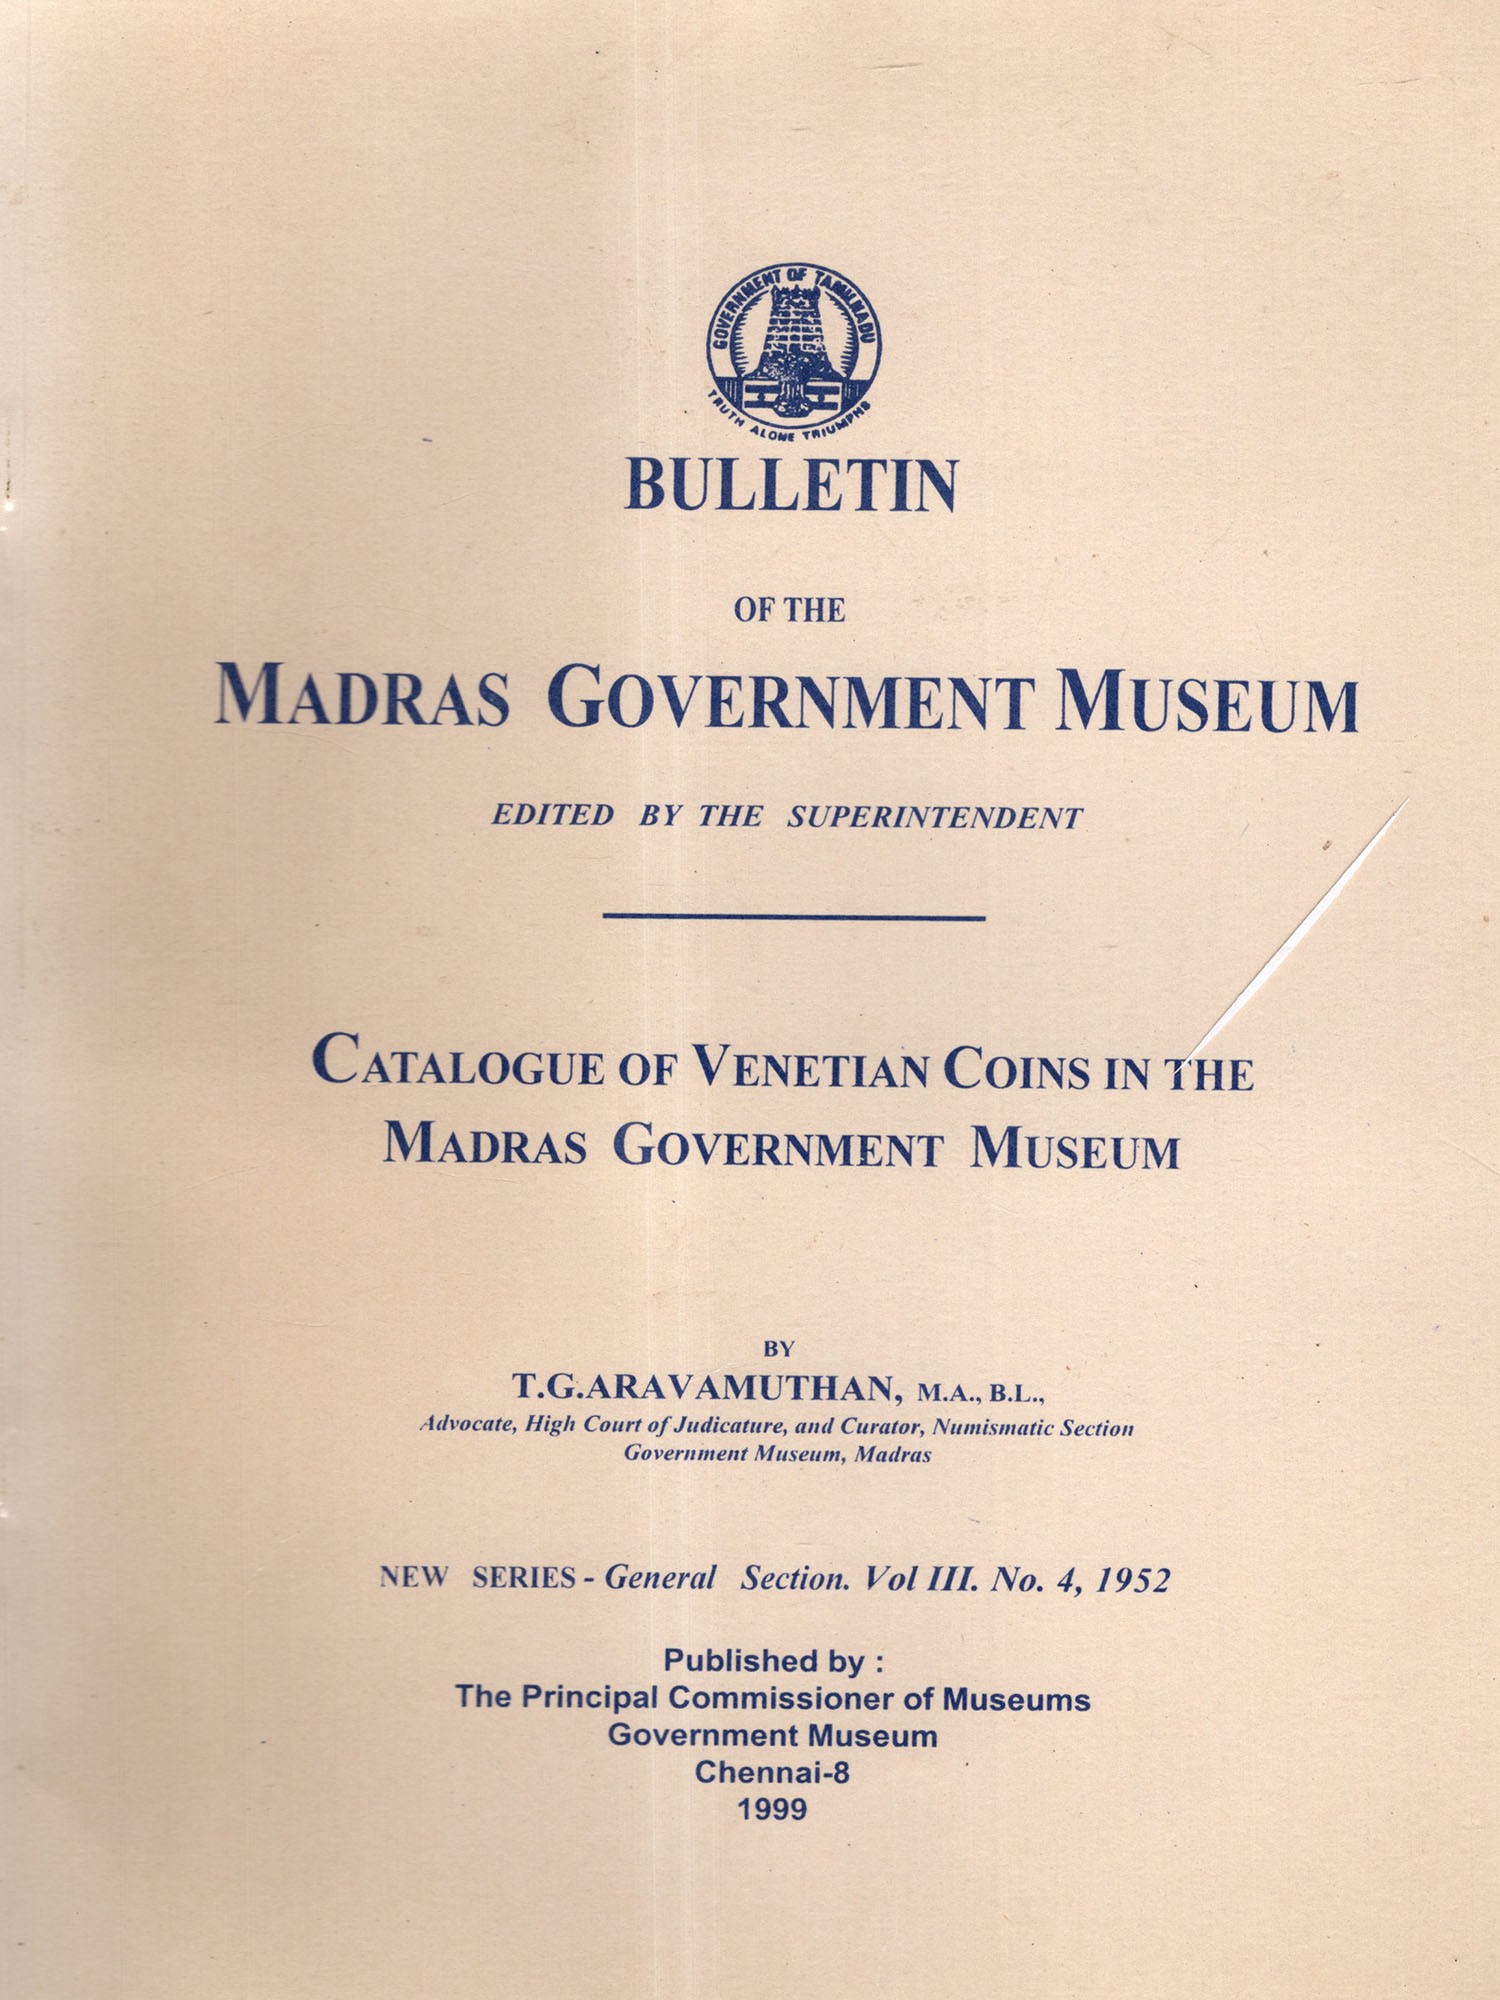 GOVERNMENT OF TAMILNADU
TRUTH ALONE TRIUMPHS
BULLETIN
OF THE
MADRAS GOVERNMENT MUSEUM
EDITED BY THE SUPERINTENDENT
CATALOGUE OF VENETIAN COINS IN THE
MADRAS GOVERNMENT MUSEUM
BY
T.G.ARAVAMUTHAN, M.A., B.L.,
Advocate, High Court of Judicature, and Curator, Numismatic Section
Government Museum, Madras
NEW SERIES - General Section. Vol III. No. 4, 1952
Published by :
The Principal Commissioner of Museums
Government Museum
Chennai-8
1999